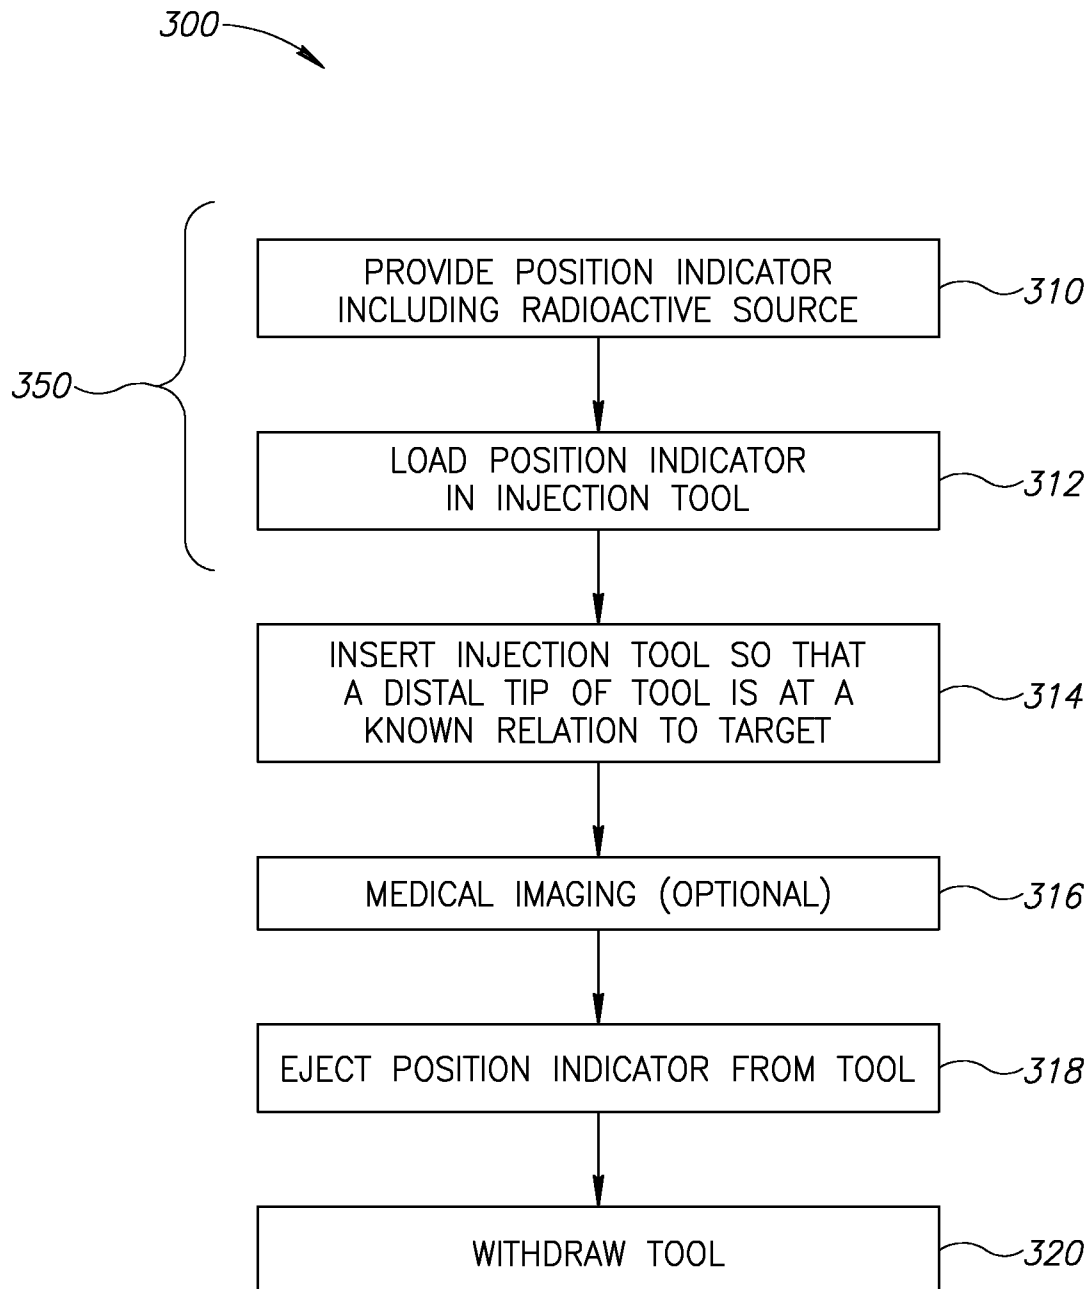 300
PROVIDE POSITION INDICATOR
INCLUDING RADIOACTIVE SOURCE
310
350
LOAD POSITION INDICATOR
IN INJECTION TOOL
312
INSERT INJECTION TOOL SO THAT
A DISTAL TIP OF TOOL IS AT A
KNOWN RELATION TO TARGET
314
MEDICAL IMAGING (OPTIONAL)
316
EJECT POSITION INDICATOR FROM TOOL
318
WITHDRAW TOOL
320